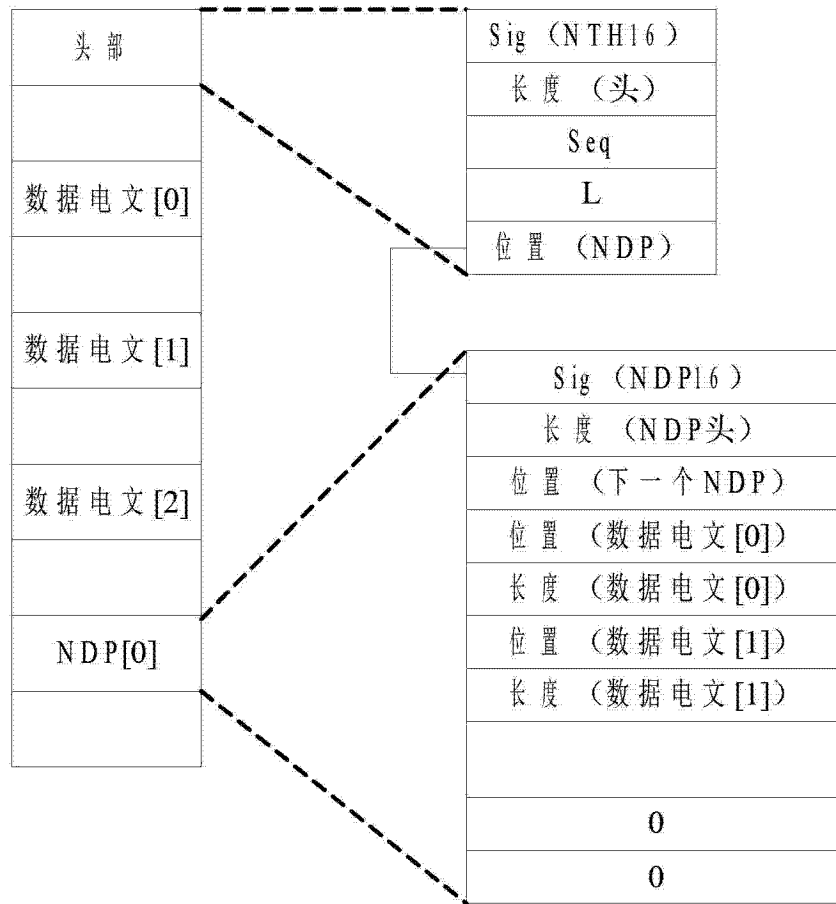 头部
数据电文[0]
数据电文[1]
数据电文[2]
NDP[0]
Sig（NTH16）
长度（头）
Seq
L
位置（NDP）
Sig（NDP16）
长度（NDP头）
位置（下一个NDP）
位置（数据电文[0]）
长度（数据电文[0]）
位置（数据电文[1]）
长度（数据电文[1]）
0
0